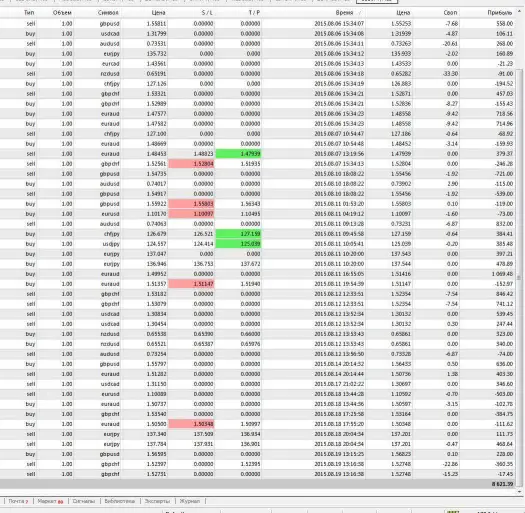 Тип Объем Символ Цена S / L T / P Время Цена Своп Прибыль
sell 1.00 gbpusd 1.55811 0.00000 0.00000 2015.08.06 15:34:07 1.55253 -7.68 558.00
buy 1.00 usdcad 1.31799 0.00000 0.00000 2015.08.06 15:34:09 1.31939 -4.87 106.11
sell 1.00 audusd 0.73531 0.00000 0.00000 2015.08.06 15:34:11 0.73263 -20.61 268.00
buy 1.00 eurjpy 135.732 0.000 0.000 2015.08.06 15:34:12 135.933 -2.02 160.89
buy 1.00 eurcad 1.43561 0.00000 0.00000 2015.08.06 15:34:13 1.43533 0.00 -21.23
sell 1.00 nzdusd 0.65191 0.00000 0.00000 2015.08.06 15:34:18 0.65282 -33.30 -91.00
buy 1.00 chfjpy 127.126 0.000 0.000 2015.08.06 15:34:19 126.883 0.00 -194.52
sell 1.00 gbpchf 1.53321 0.00000 0.00000 2015.08.06 15:34:21 1.52871 0.00 457.03
buy 1.00 gbpchf 1.52989 0.00000 0.00000 2015.08.06 15:34:21 1.52836 -8.27 -155.43
buy 1.00 euraud 1.47577 0.00000 0.00000 2015.08.06 15:34:23 1.48558 -9.42 718.56
buy 1.00 euraud 1.47582 0.00000 0.00000 2015.08.06 15:34:23 1.48558 -9.42 714.96
sell 1.00 chfjpy 127.100 0.000 0.000 2015.08.07 10:54:47 127.186 -0.64 -68.92
buy 1.00 euraud 1.48669 0.00000 0.00000 2015.08.07 10:54:48 1.48452 -3.14 -159.93
sell 1.00 euraud 1.48453 1.48823 1.47939 2015.08.07 13:19:56 1.47939 0.00 379.37
sell 1.00 gbpchf 1.52561 1.52804 1.51935 2015.08.07 15:34:13 1.52804 0.00 -246.28
sell 1.00 gbpusd 1.54735 0.00000 0.00000 2015.08.10 18:08:22 1.55456 -1.92 -721.00
sell 1.00 audusd 0.74017 0.00000 0.00000 2015.08.10 18:08:22 0.73902 2.90 -115.00
sell 1.00 gbpusd 1.54917 0.00000 0.00000 2015.08.10 18:08:22 1.55456 -1.92 -539.00
buy 1.00 gbpusd 1.55922 1.55803 1.56343 2015.08.11 01:53:20 1.55803 0.10 -119.00
buy 1.00 eurusd 1.10170 1.10097 1.10495 2015.08.11 04:19:12 1.10097 -1.60 -73.00
sell 1.00 audusd 0.74063 0.00000 0.00000 2015.08.11 09:13:28 0.73231 -6.87 832.00
buy 1.00 chfjpy 126.679 126.521 127.159 2015.08.11 09:45:58 127.159 -0.64 384.41
buy 1.00 usdjpy 124.557 124.414 125.039 2015.08.11 10:05:41 125.039 -0.20 385.48
buy 1.00 eurjpy 137.047 0.000 0.000 2015.08.11 10:20:00 137.543 0.00 397.21
buy 1.00 eurjpy 136.946 136.753 137.672 2015.08.11 10:20:00 137.544 0.00 478.89
buy 1.00 euraud 1.49952 0.00000 0.00000 2015.08.11 16:55:05 1.51416 0.00 1 069.48
buy 1.00 euraud 1.51357 1.51147 1.51940 2015.08.11 19:54:39 1.51147 0.00 -152.97
sell 1.00 gbpchf 1.53182 0.00000 0.00000 2015.08.12 12:33:51 1.52354 -7.54 846.42
sell 1.00 gbpchf 1.53079 0.00000 0.00000 2015.08.12 12:33:51 1.52354 -7.54 741.12
sell 1.00 usdcad 1.30834 0.00000 0.00000 2015.08.12 13:52:34 1.30132 0.00 539.45
sell 1.00 usdcad 1.30454 0.00000 0.00000 2015.08.12 13:52:34 1.30132 0.30 247.44
buy 1.00 nzdusd 0.65538 0.65390 0.66000 2015.08.12 13:53:43 0.65861 0.00 323.00
buy 1.00 nzdusd 0.65521 0.65387 0.65976 2015.08.12 13:53:43 0.65861 0.00 340.00
sell 1.00 audusd 0.73254 0.00000 0.00000 2015.08.12 13:56:50 0.73328 -6.87 -74.00
buy 1.00 gbpusd 1.55797 0.00000 0.00000 2015.08.14 20:14:32 1.56433 0.50 636.00
sell 1.00 euraud 1.51282 0.00000 0.00000 2015.08.14 20:14:44 1.50736 1.38 403.30
sell 1.00 usdcad 1.31150 0.00000 0.00000 2015.08.17 21:02:22 1.30697 0.00 346.60
sell 1.00 eurusd 1.10089 0.00000 0.00000 2015.08.18 13:44:28 1.10592 -0.70 -503.00
buy 1.00 euraud 1.50737 0.00000 0.00000 2015.08.18 13:44:36 1.50597 -3.15 -102.78
buy 1.00 gbpchf 1.53540 0.00000 0.00000 2015.08.18 17:25:58 1.53164 0.00 -384.75
buy 1.00 euraud 1.50500 1.50348 1.50997 2015.08.18 17:55:20 1.50348 0.00 -111.62
sell 1.00 eurjpy 137.340 137.509 136.934 2015.08.18 20:04:54 137.201 0.00 111.73
sell 1.00 eurjpy 137.784 137.931 136.901 2015.08.18 20:04:54 137.201 -0.47 468.64
buy 1.00 gbpusd 1.56595 0.00000 0.00000 2015.08.19 13:15:25 1.56823 0.10 228.00
sell 1.00 gbpchf 1.52397 0.00000 0.00000 2015.08.19 13:16:58 1.52748 -22.86 -360.35
sell 1.00 gbpchf 1.52731 0.00000 0.00000 2015.08.19 13:16:58 1.52748 -15.23 -17.45
8 621.39
Почта 7 | Маркет 86 | Сигналы | Библиотека | Эксперты | Журнал